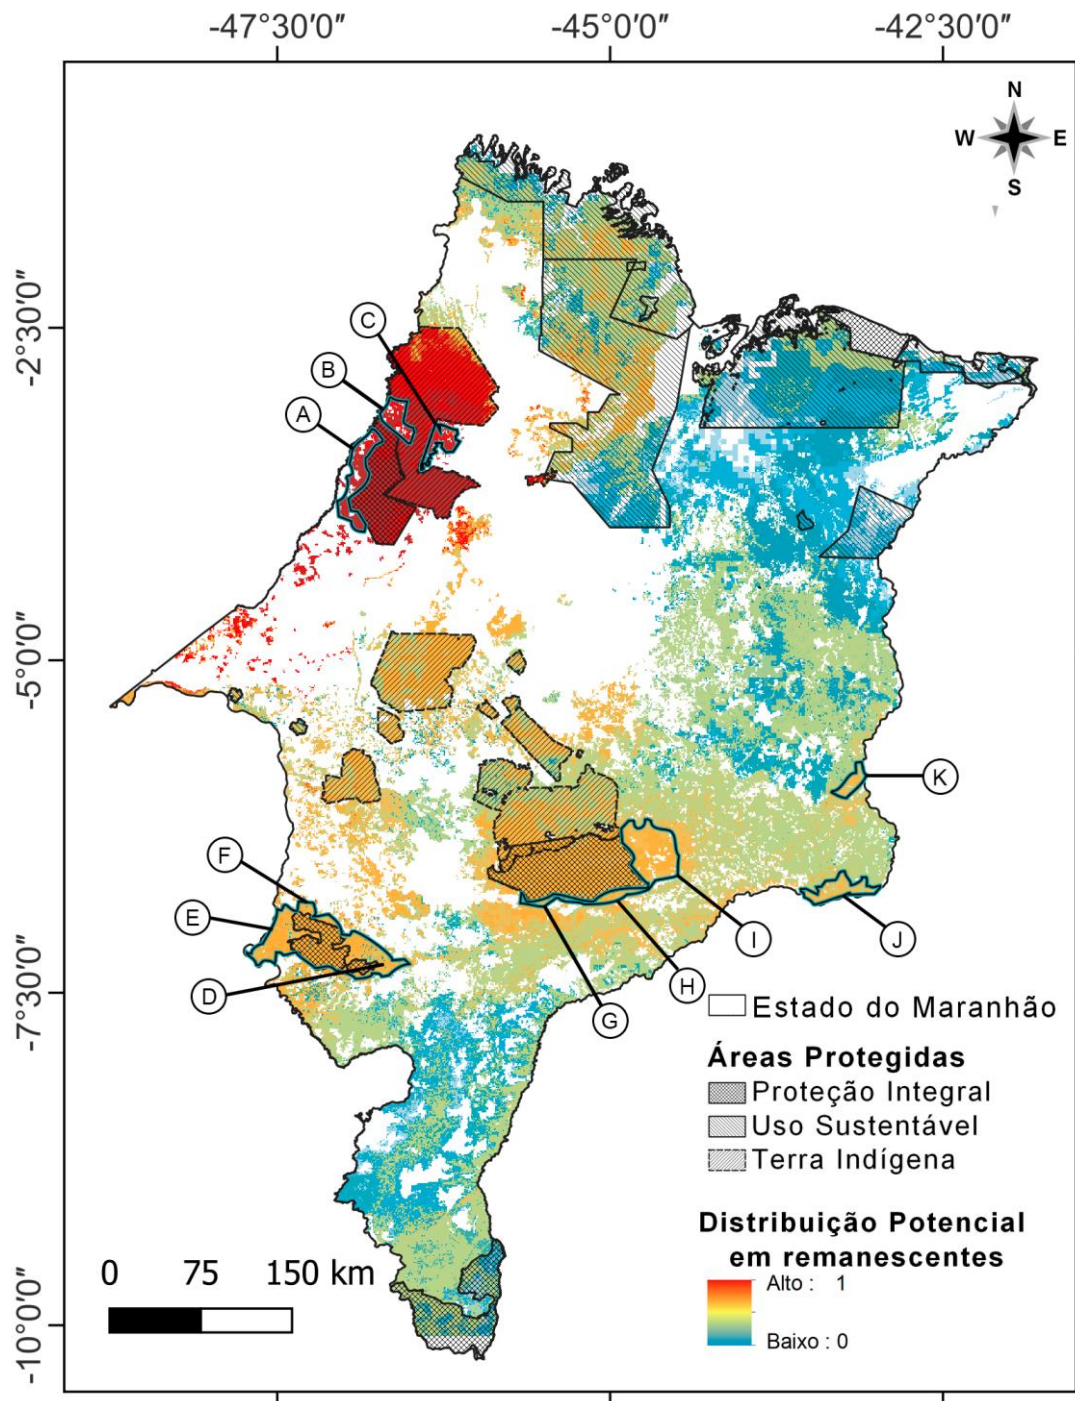 -47°30′0″ -45°0′0″ -42°30′0″
N
W E
S
-2°30′0″
C
B
A
-5°0′0″
K
F
E
I
J
D
H
G
-7°30′0″
Estado do Maranhão
Áreas Protegidas
Proteção Integral
Uso Sustentável
Terra Indígena
Distribuição Potencial
em remanescentes
0 75 150 km
Alto : 1
Baixo : 0
-10°0′0″